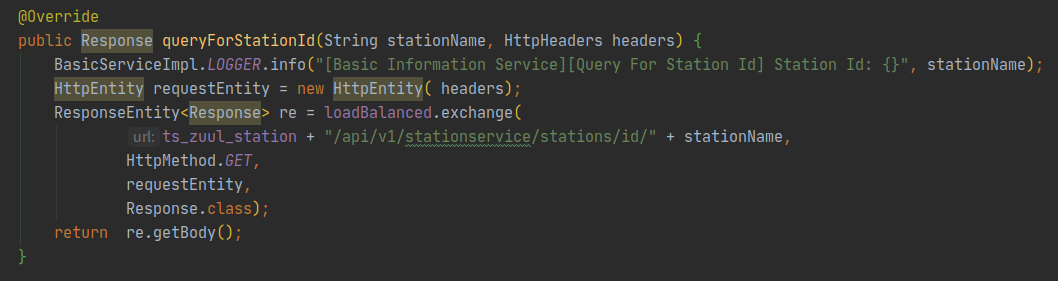 @Override
public Response queryForStationId(String stationName, HttpHeaders headers) {
    BasicServiceImpl.LOGGER.info("[Basic Information Service][Query For Station Id] Station Id: {}", stationName);
    HttpEntity requestEntity = new HttpEntity( headers);
    ResponseEntity<Response> re = loadBalanced.exchange(
            url: ts_zuul_station + "/api/v1/stationservice/stations/id/" + stationName,
            HttpMethod.GET,
            requestEntity,
            Response.class);
    return  re.getBody();
}